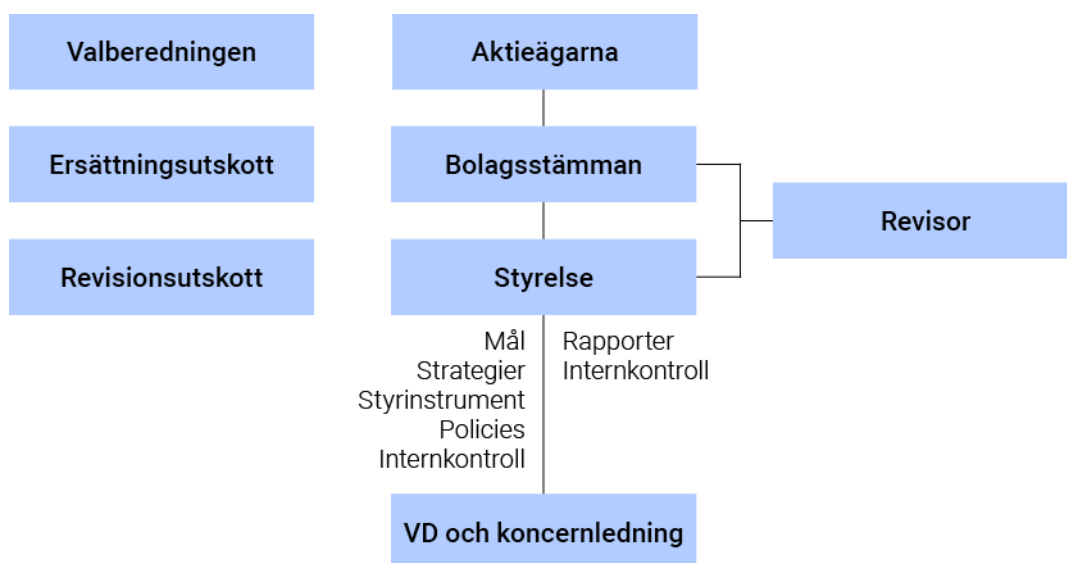 Valberedningen
Aktieägarna
Ersättningsutskott
Bolagsstämman
Revisor
Revisionsutskott
Styrelse
Mål
Strategier
Styrinstrument
Policies
Internkontroll
Rapporter
Internkontroll
VD och koncernledning